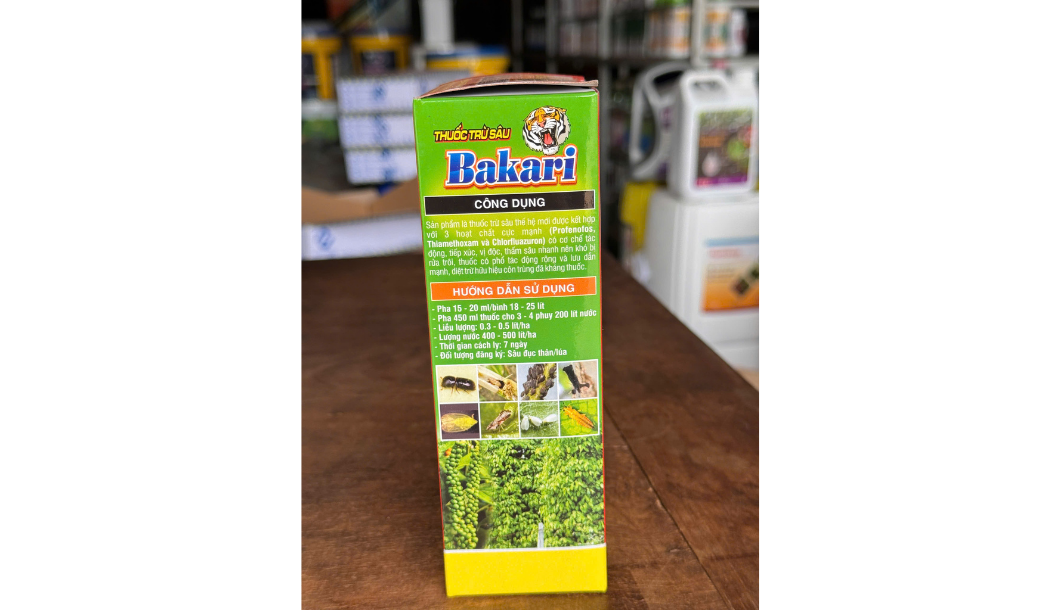 THUỐC TRỪ SÂU
Bakari
CÔNG DỤNG
Sản phẩm là thuốc trừ sâu thế hệ mới được kết hợp
với 3 hoạt chất cực mạnh (Profenofos,
Thiamethoxam và Chlorfluazuron) có cơ chế tác
động, tiếp xúc, vị độc, thấm sâu nhanh nên khó bị
rửa trôi, thuốc có phổ tác động rộng và lưu dẫn
mạnh, diệt trừ hữu hiệu côn trùng đã kháng thuốc.
HƯỚNG DẪN SỬ DỤNG
- Pha 15 - 20 ml/bình 18 - 25 lít
- Pha 450 ml thuốc cho 3 - 4 phuy 200 lít nước
- Liều lượng: 0.3 - 0.5 lít/ha
- Lượng nước 400 - 500 lít/ha
- Thời gian cách ly: 7 ngày
- Đối tượng đăng ký: Sâu đục thân/lúa